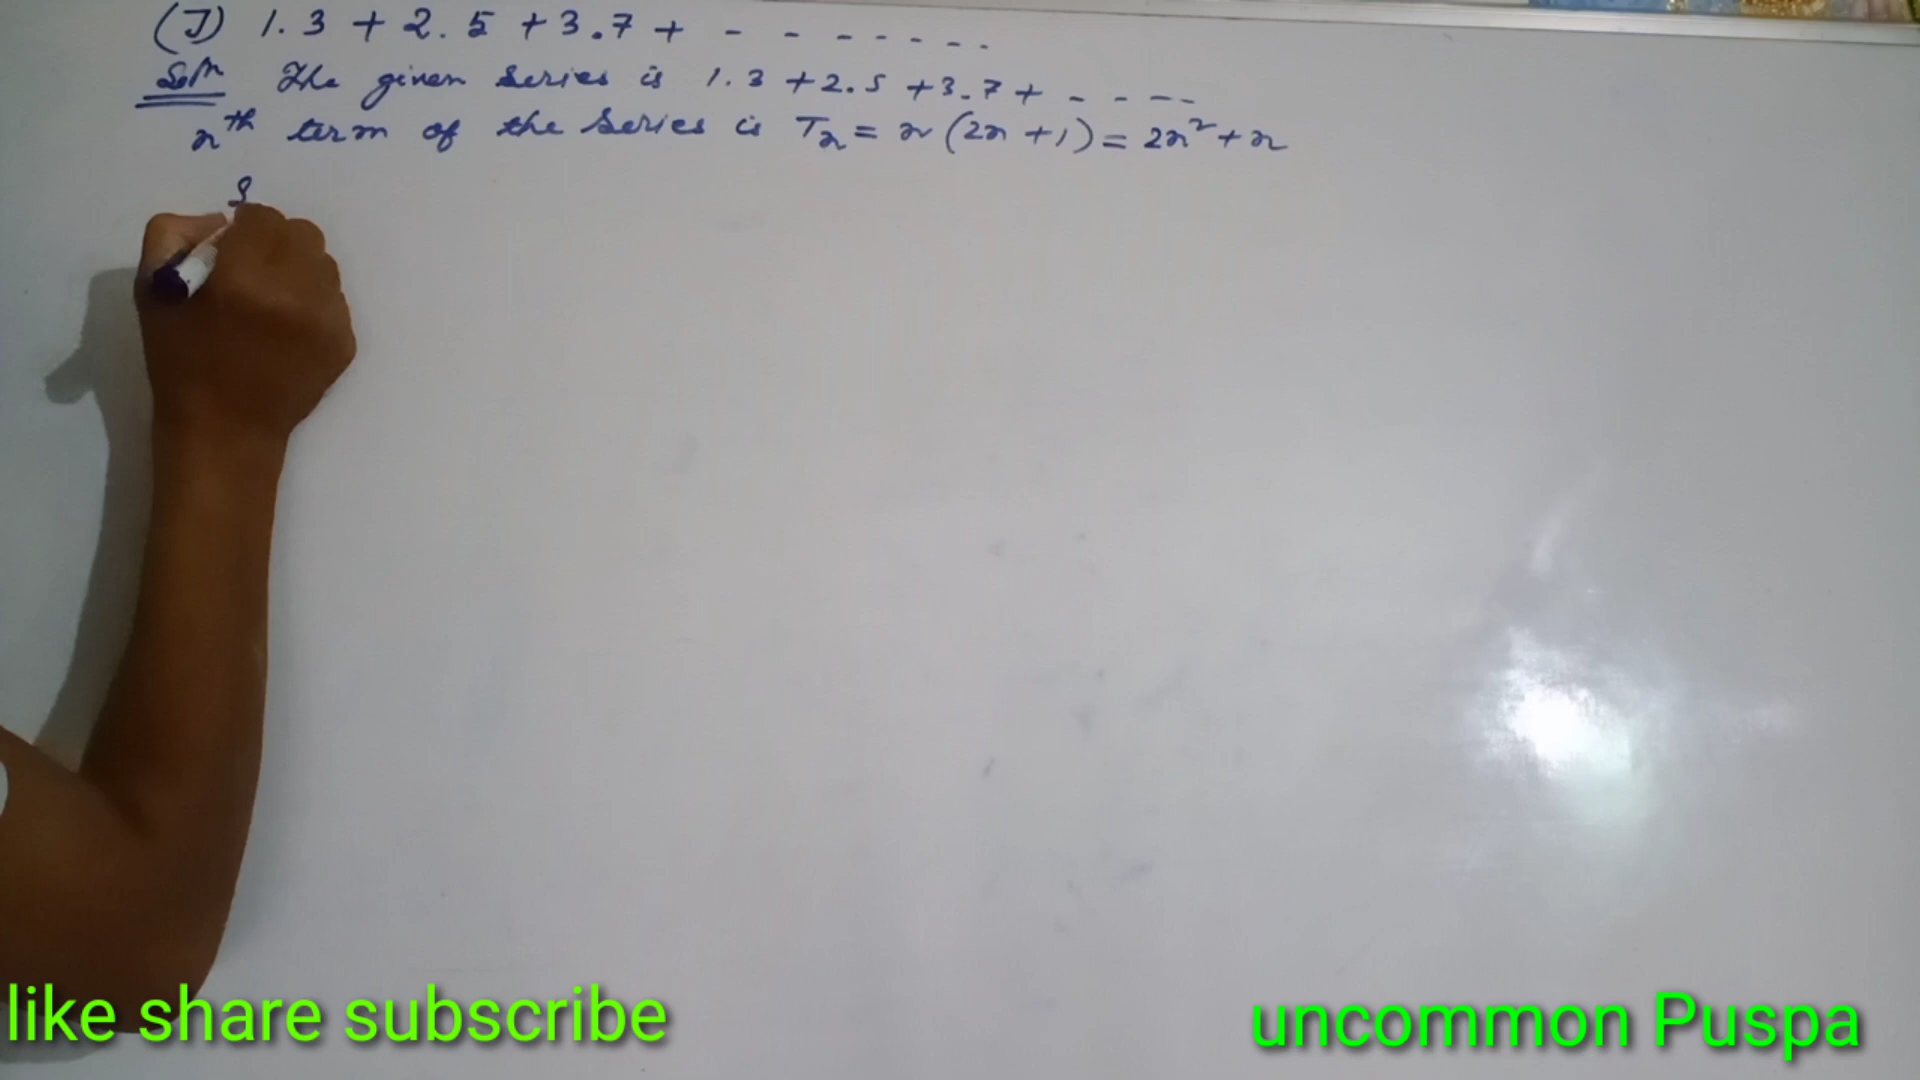 (J) 1.3 + 2.5 + 3.7 + - - - - - - -
Soln The given series is 1.3 + 2.5 + 3.7 + - - - -
nth term of the series is Tn = n (2n + 1) = 2n² + n
S
like share subscribe
uncommon Puspa